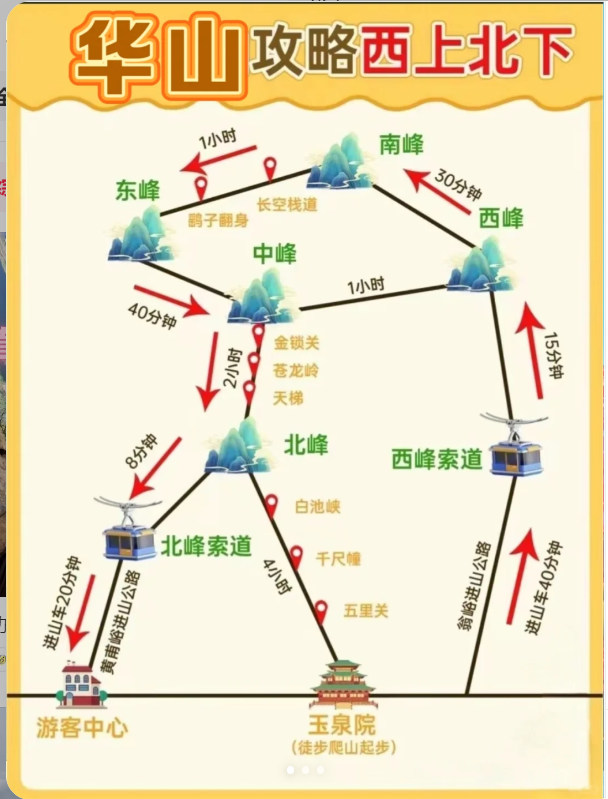 华山攻略西上北下
南峰
1小时
30分钟
东峰
长空栈道
鹞子翻身
西峰
中峰
1小时
40分钟
金锁关
2小时
苍龙岭
天梯
15分钟
北峰
8分钟
西峰索道
白池峡
北峰索道
千尺幢
4小时
进山车20分钟
黄甫峪进山公路
翁峪进山公路
进山车40分钟
五里关
游客中心
玉泉院
(徒步爬山起步)